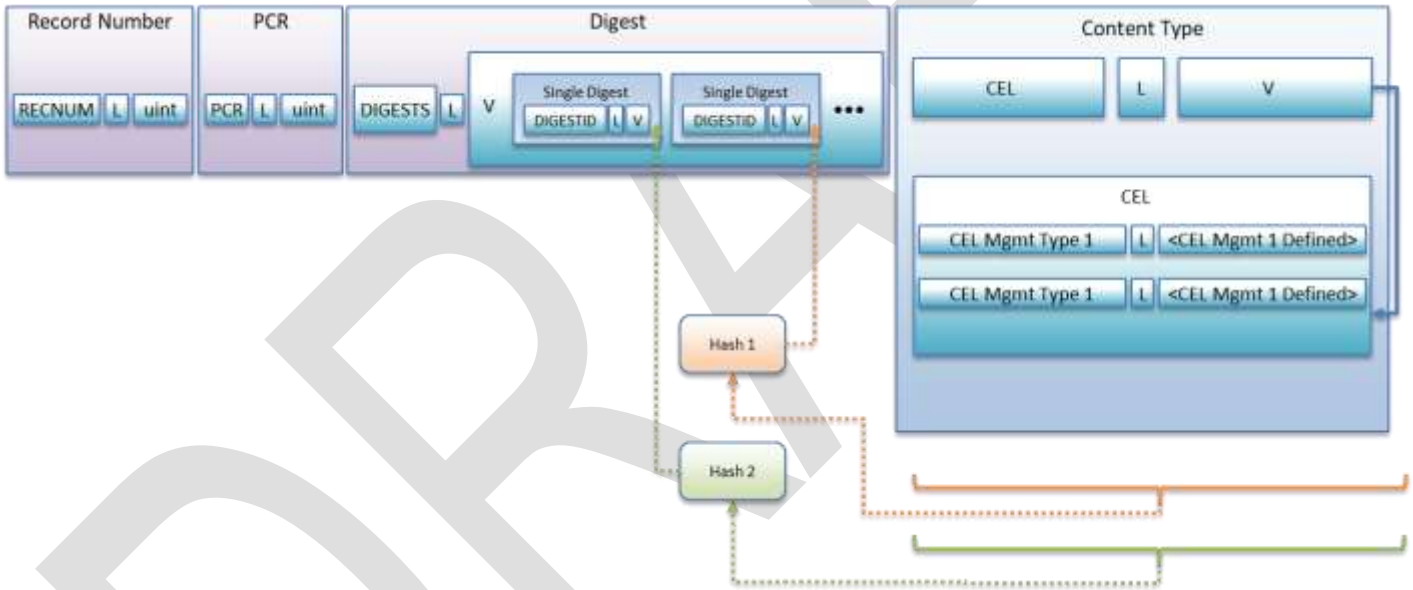 Record Number
PCR
Digest
Content Type
RECNUM L uint
PCR L uint
DIGESTS L
V
Single Digest
DIGESTID L V
Single Digest
DIGESTID L V
•••
CEL L V
CEL
CEL Mgmt Type 1 L <CEL Mgmt 1 Defined>
CEL Mgmt Type 1 L <CEL Mgmt 1 Defined>
Hash 1
Hash 2
DRA